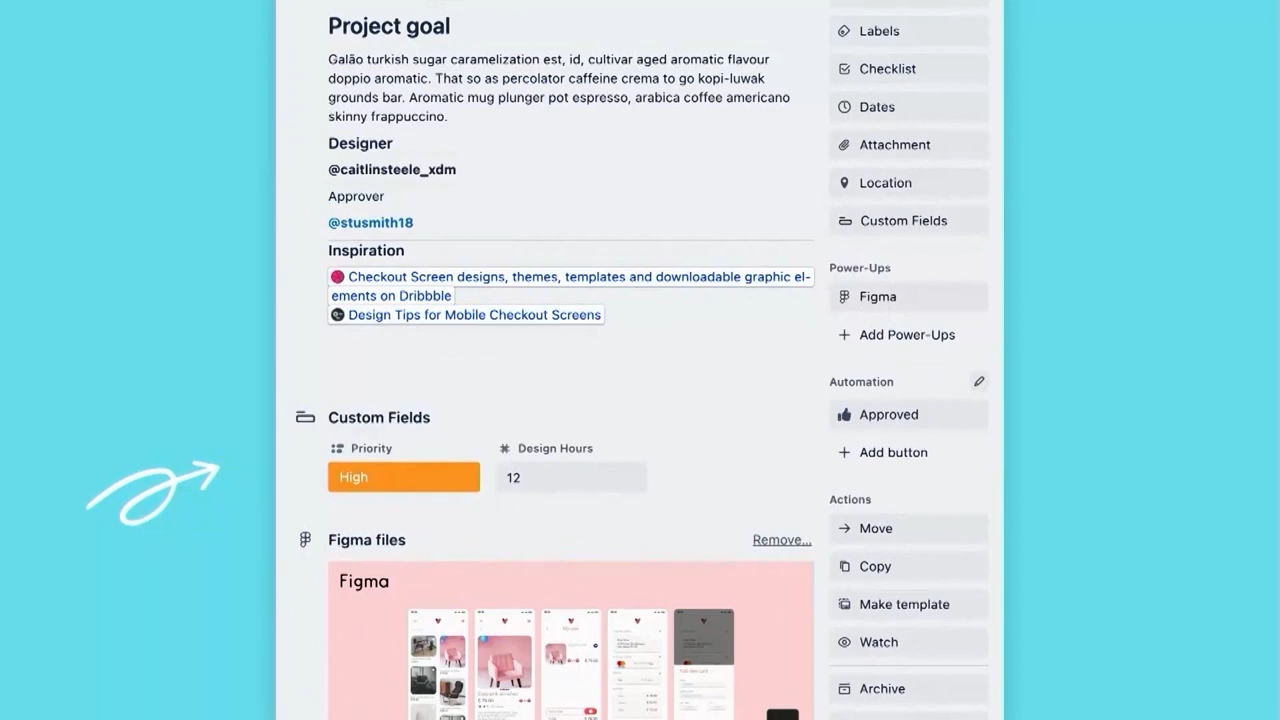 Project goal
Galão turkish sugar caramelization est, id, cultivar aged aromatic flavour
doppio aromatic. That so as percolator caffeine crema to go kopi-luwak
grounds bar. Aromatic mug plunger pot espresso, arabica coffee americano
skinny frappuccino.
Designer
@caitlinsteele_xdm
Approver
@stusmith18
Inspiration
Checkout Screen designs, themes, templates and downloadable graphic el-
ements on Dribbble
Design Tips for Mobile Checkout Screens
Custom Fields
Priority
Design Hours
High
12
Figma files
Remove...
Figma
Labels
Checklist
Dates
Attachment
Location
Custom Fields
Power-Ups
Figma
Add Power-Ups
Automation
Approved
Add button
Actions
Move
Copy
Make template
Watch
Archive